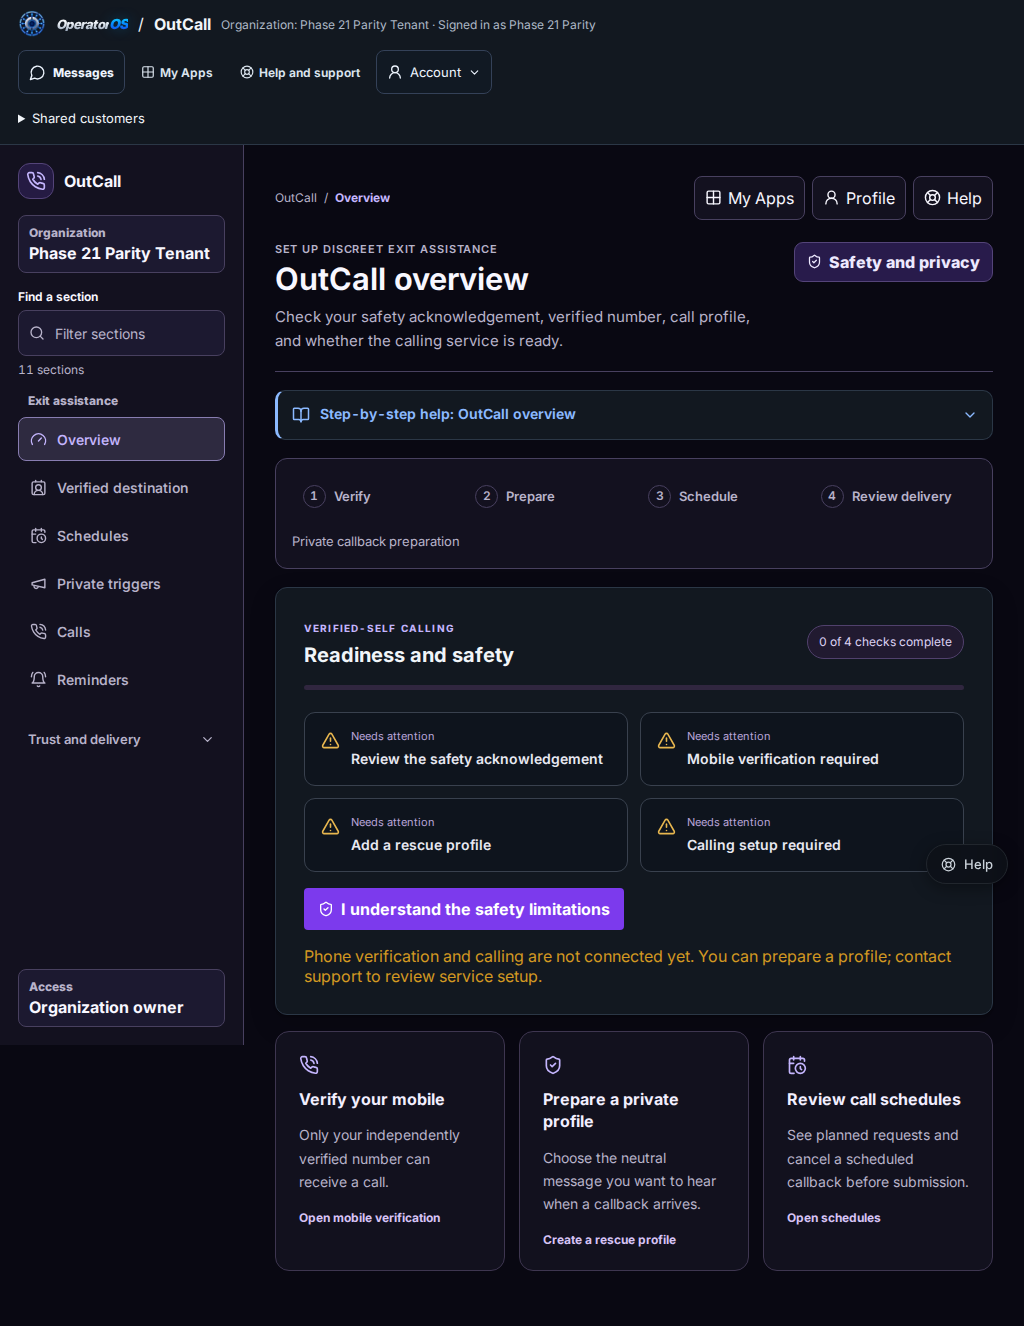 OperatorOS / OutCall Organization: Phase 21 Parity Tenant · Signed in as Phase 21 Parity
Messages My Apps Help and support Account
Shared customers
OutCall
Organization
Phase 21 Parity Tenant
Find a section
Filter sections
11 sections
Exit assistance
Overview
Verified destination
Schedules
Private triggers
Calls
Reminders
Trust and delivery
Access
Organization owner
OutCall / Overview
My Apps Profile Help
SET UP DISCREET EXIT ASSISTANCE
OutCall overview
Safety and privacy
Check your safety acknowledgement, verified number, call profile,
and whether the calling service is ready.
Step-by-step help: OutCall overview
1 Verify 2 Prepare 3 Schedule 4 Review delivery
Private callback preparation
VERIFIED-SELF CALLING
Readiness and safety
0 of 4 checks complete
Needs attention
Review the safety acknowledgement
Needs attention
Mobile verification required
Needs attention
Add a rescue profile
Needs attention
Calling setup required
Help
I understand the safety limitations
Phone verification and calling are not connected yet. You can prepare a profile; contact
support to review service setup.
Verify your mobile
Only your independently
verified number can
receive a call.
Open mobile verification
Prepare a private
profile
Choose the neutral
message you want to hear
when a callback arrives.
Create a rescue profile
Review call schedules
See planned requests and
cancel a scheduled
callback before submission.
Open schedules